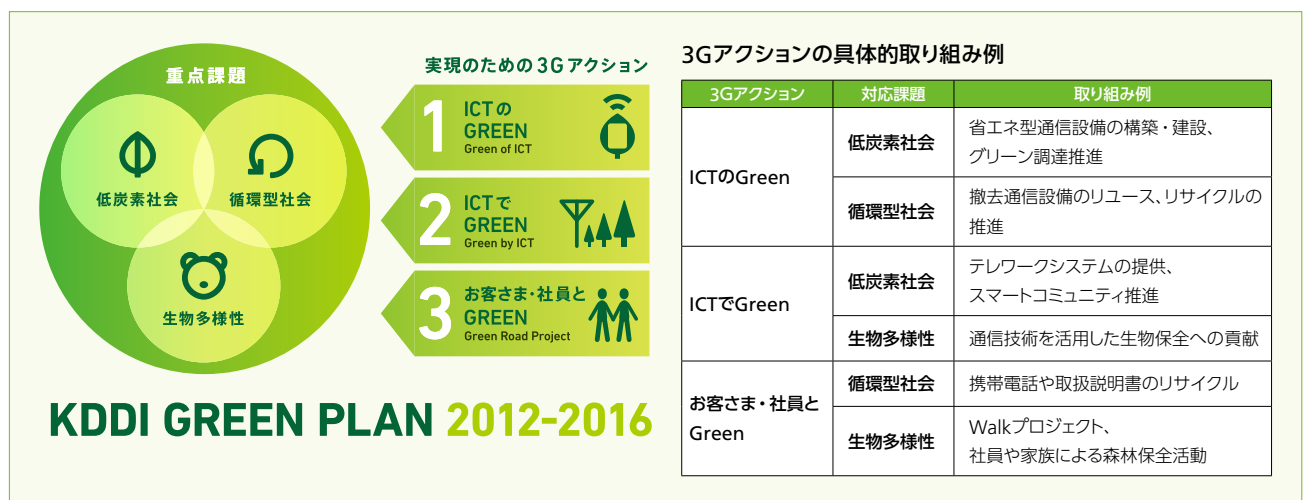 重点課題
低炭素社会
循環型社会
生物多様性
実現のための3Gアクション
1
ICTの
GREEN
Green of ICT
2
ICTで
GREEN
Green by ICT
3
お客さま・社員と
GREEN
Green Road Project
KDDI GREEN PLAN 2012-2016
3Gアクションの具体的取り組み例
3Gアクション 対応課題 取り組み例
ICTのGreen
低炭素社会
省エネ型通信設備の構築・建設、
グリーン調達推進
循環型社会
撤去通信設備のリユース、リサイクルの
推進
ICTでGreen
低炭素社会
テレワークシステムの提供、
スマートコミュニティ推進
生物多様性
通信技術を活用した生物保全への貢献
お客さま・社員と
Green
循環型社会
携帯電話や取扱説明書のリサイクル
生物多様性
Walkプロジェクト、
社員や家族による森林保全活動